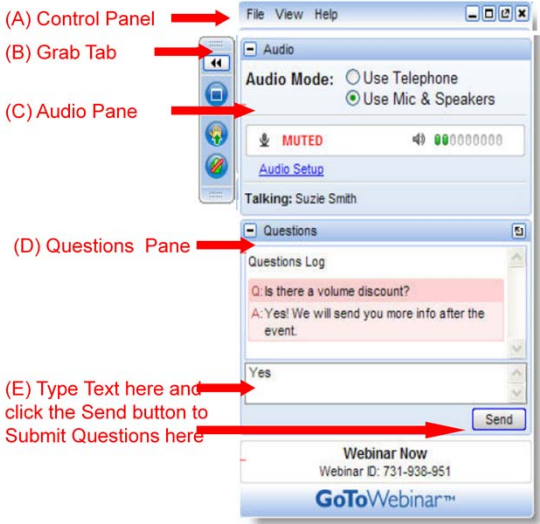 (A) Control Panel
File View Help
(B) Grab Tab
Audio
Audio Mode: Use Telephone
Use Mic & Speakers
(C) Audio Pane
MUTED
Audio Setup
Talking: Suzie Smith
(D) Questions Pane
Questions
Questions Log
Q: Is there a volume discount?
A: Yes! We will send you more info after the
event.
(E) Type Text here and
click the Send button to
Submit Questions here
Yes
Send
Webinar Now
Webinar ID: 731-938-951
GoToWebinar™